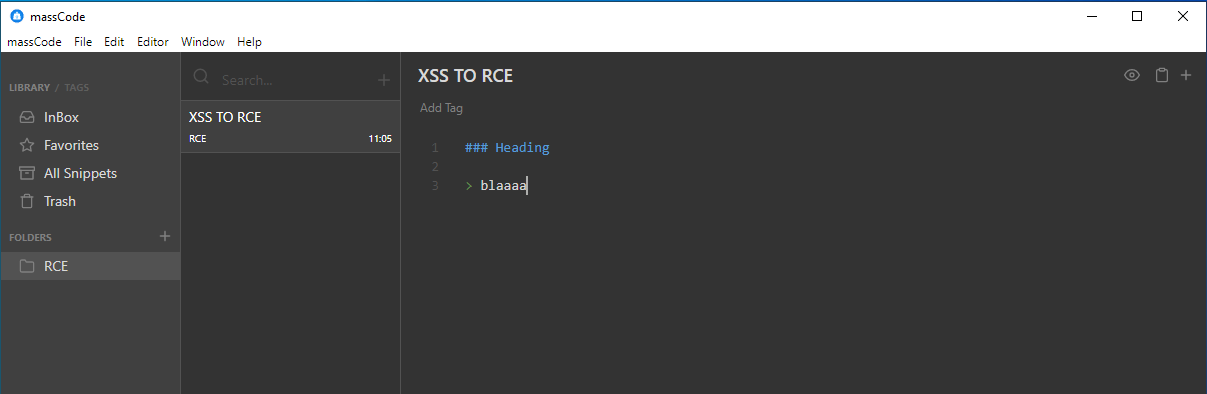 massCode
massCode File Edit Editor Window Help
LIBRARY / TAGS
InBox
Favorites
All Snippets
Trash
FOLDERS +
RCE
Search... +
XSS TO RCE
RCE 11:05
XSS TO RCE
Add Tag
1 ### Heading
2
3 > blaaaa